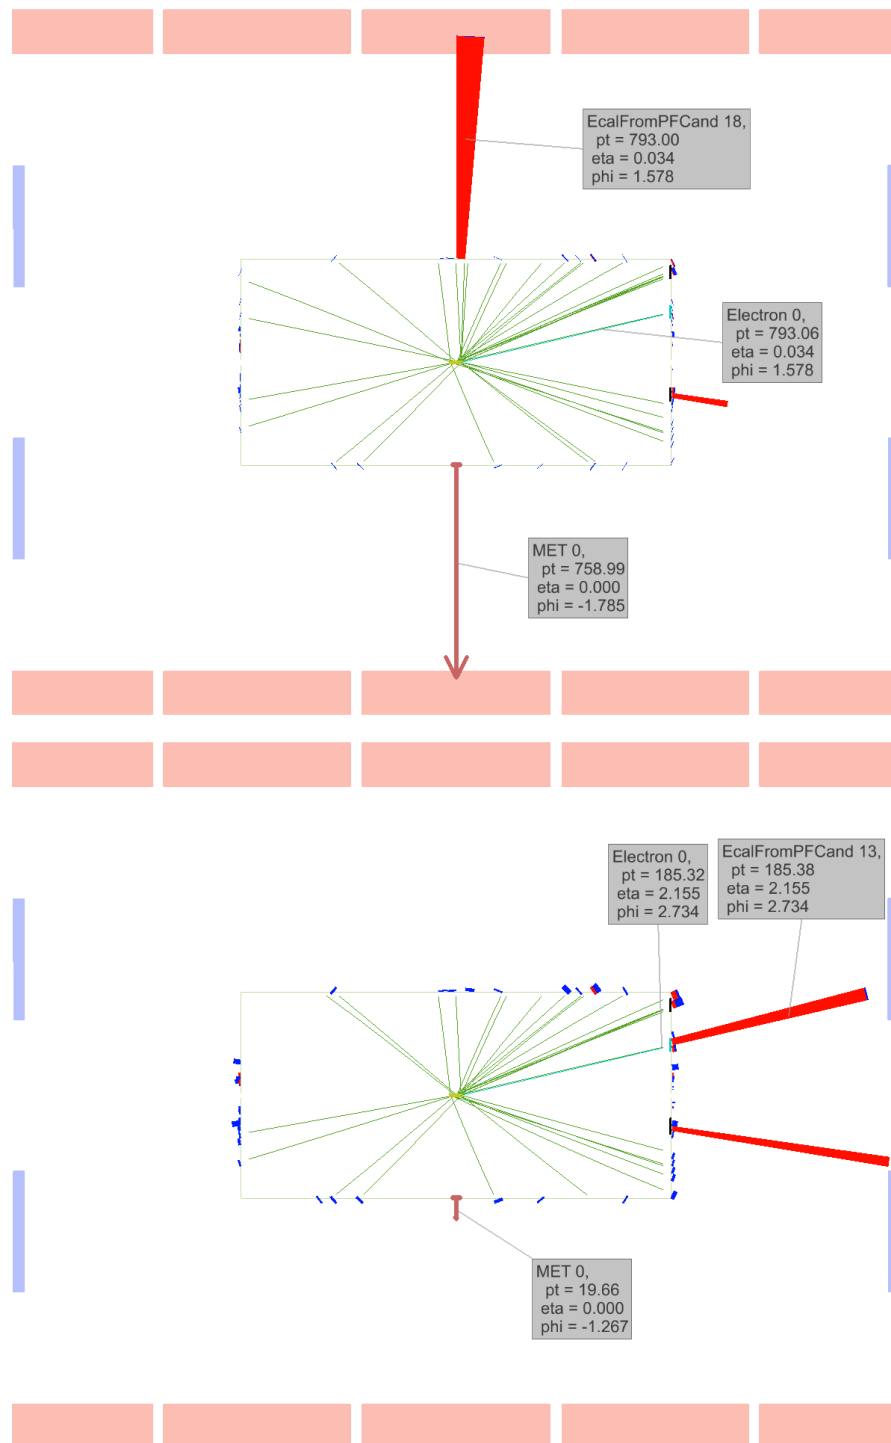 EcalFromPFCand 18,
pt = 793.00
eta = 0.034
phi = 1.578
Electron 0,
pt = 793.06
eta = 0.034
phi = 1.578
MET 0,
pt = 758.99
eta = 0.000
phi = -1.785
Electron 0,
pt = 185.32
eta = 2.155
phi = 2.734
EcalFromPFCand 13,
pt = 185.38
eta = 2.155
phi = 2.734
MET 0,
pt = 19.66
eta = 0.000
phi = -1.267